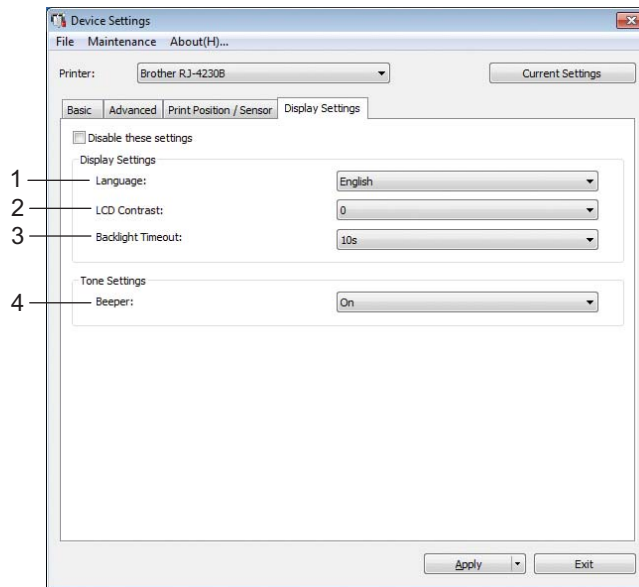 Device Settings
File Maintenance About(H)...
Printer: Brother RJ-4230B Current Settings
Basic Advanced Print Position / Sensor Display Settings
Disable these settings
Display Settings
1 Language: English
2 LCD Contrast: 0
3 Backlight Timeout: 10s
Tone Settings
4 Beeper: On
Apply Exit